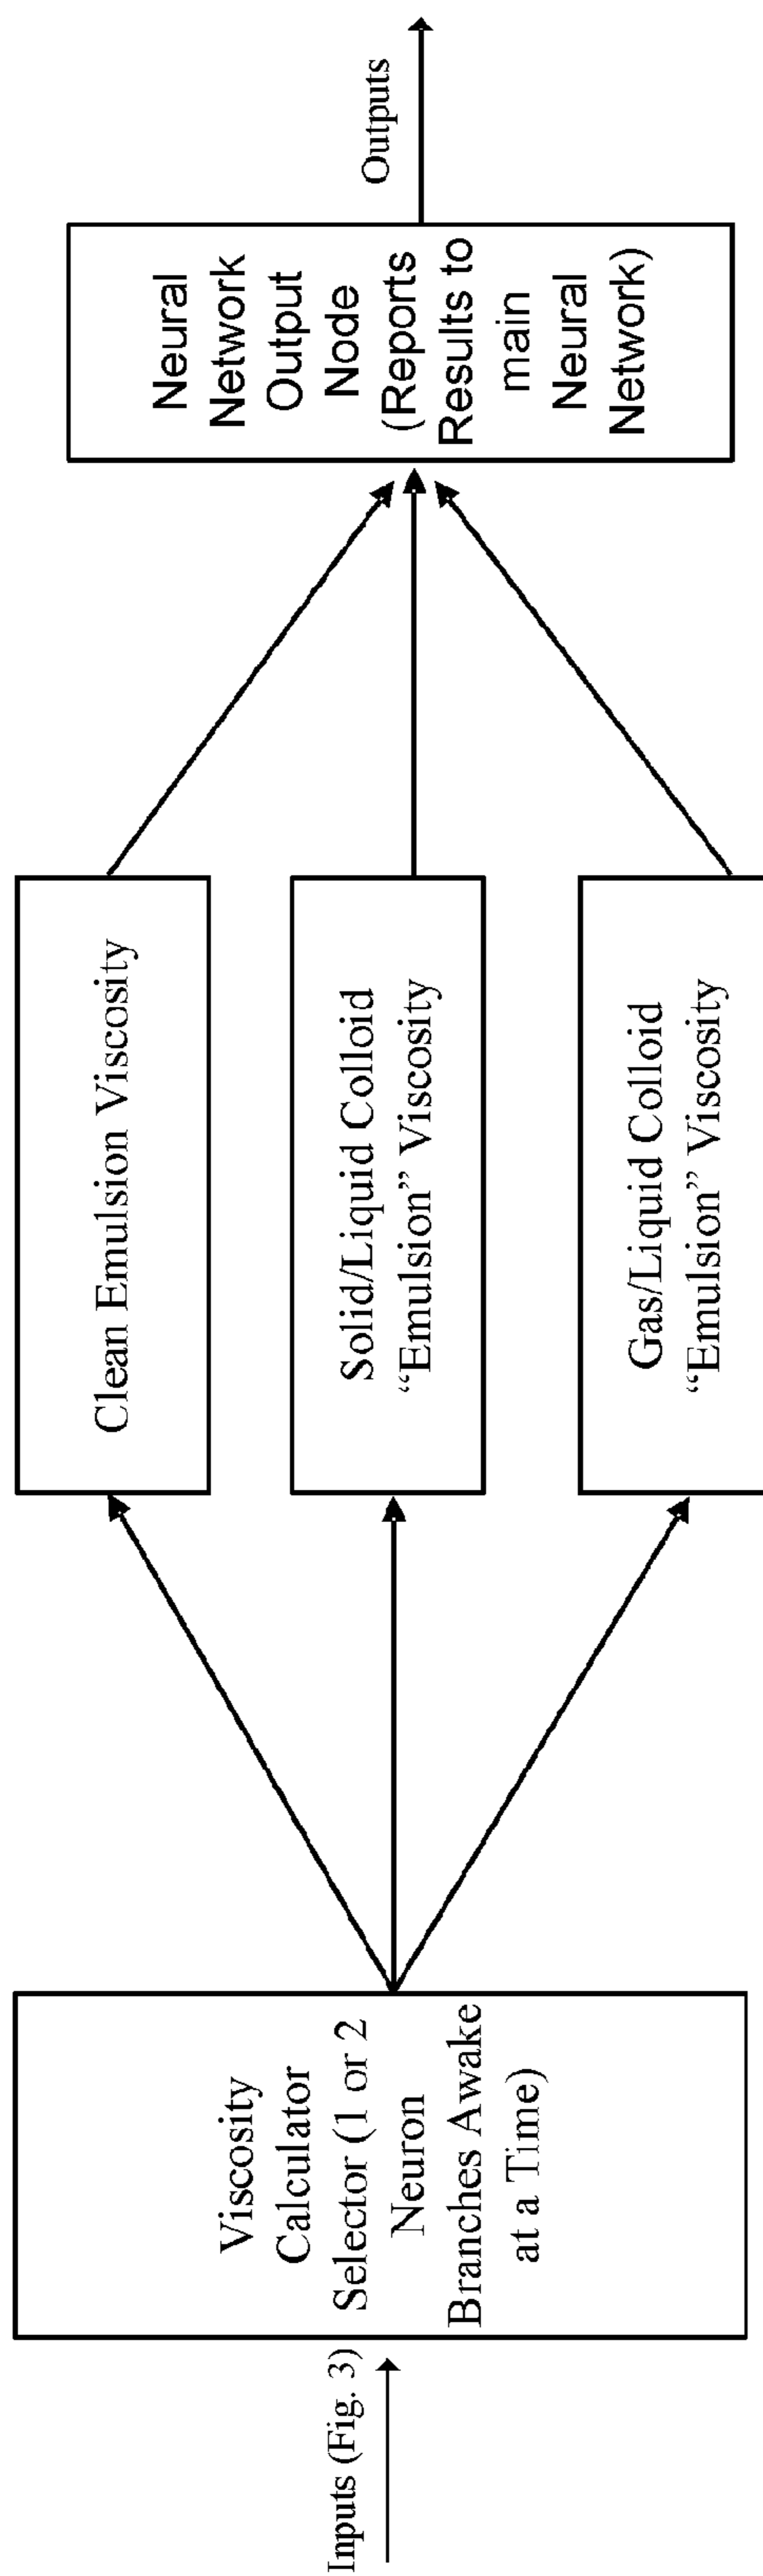 Inputs (Fig. 3)
Viscosity
Calculator
Selector (1 or 2
Neuron
Branches Awake
at a Time)
Clean Emulsion Viscosity
Solid/Liquid Colloid
“Emulsion” Viscosity
Gas/Liquid Colloid
“Emulsion” Viscosity
Neural
Network
Output
Node
(Reports
Results to
main
Neural
Network)
Outputs